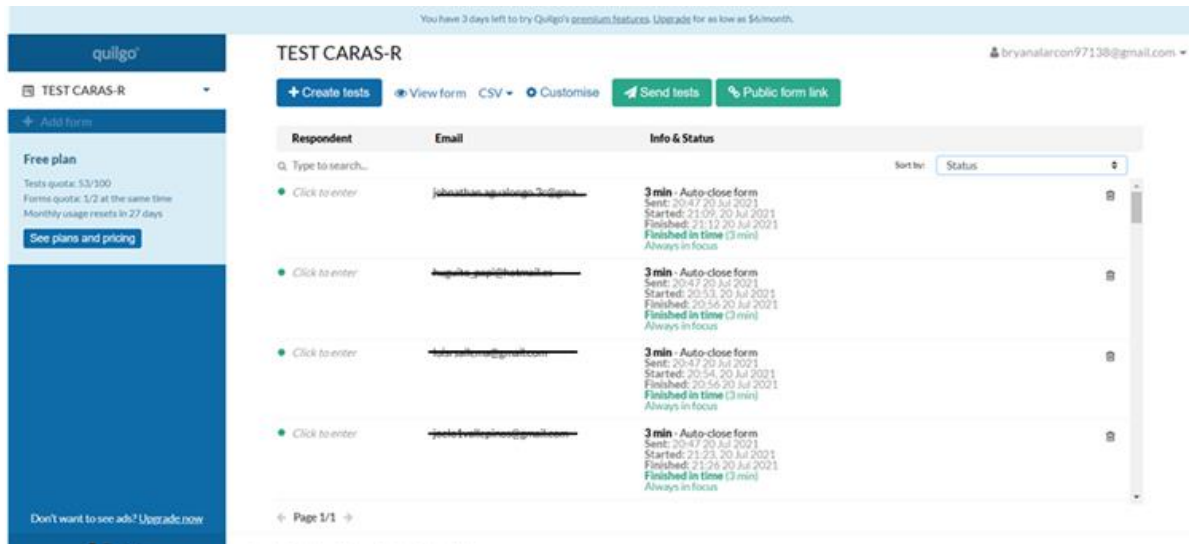 You have 3 days left to try Quilgo's premium features. Upgrade for as low as $6/month.
quilgo
TEST CARAS-R
bryanalarcon97138@gmail.com
TEST CARAS-R
+ Create tests View form CSV Customise Send tests Public form link
+ Add form
Free plan
Tests quota: 53/100
Forms quota: 1/2 at the same time
Monthly usage resets in 27 days
See plans and pricing
Respondent Email Info & Status
Type to search... Sort by: Status
Click to enter
3 min - Auto-close form
Sent: 20:47 20 Jul 2021
Started: 21:09, 20 Jul 2021
Finished: 21:12 20 Jul 2021
Finished in time (3 min)
Always in focus
Click to enter
3 min - Auto-close form
Sent: 20:47 20 Jul 2021
Started: 20:53, 20 Jul 2021
Finished: 20:56 20 Jul 2021
Finished in time (3 min)
Always in focus
Click to enter
3 min - Auto-close form
Sent: 20:47 20 Jul 2021
Started: 20:54, 20 Jul 2021
Finished: 20:56 20 Jul 2021
Finished in time (3 min)
Always in focus
Click to enter
3 min - Auto-close form
Sent: 20:47 20 Jul 2021
Started: 21:23, 20 Jul 2021
Finished: 21:26 20 Jul 2021
Finished in time (3 min)
Always in focus
Don't want to see ads? Upgrade now
← Page 1/1 →